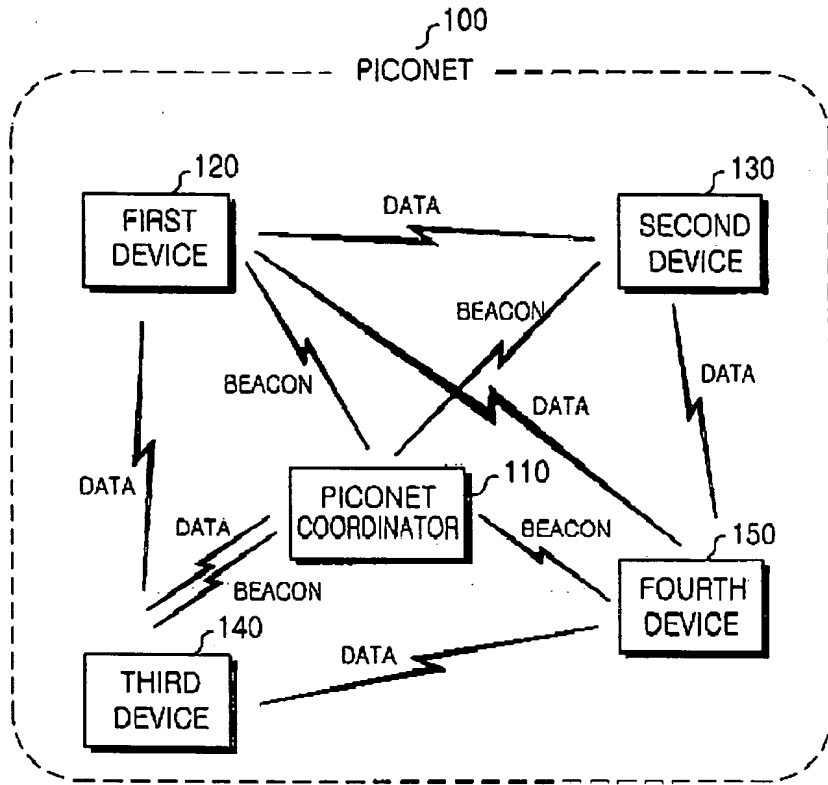 100
PICONET
120
FIRST
DEVICE
DATA
130
SECOND
DEVICE
BEACON
BEACON
DATA
DATA
DATA
PICONET
COORDINATOR
110
DATA
BEACON
BEACON
150
FOURTH
DEVICE
140
THIRD
DEVICE
DATA